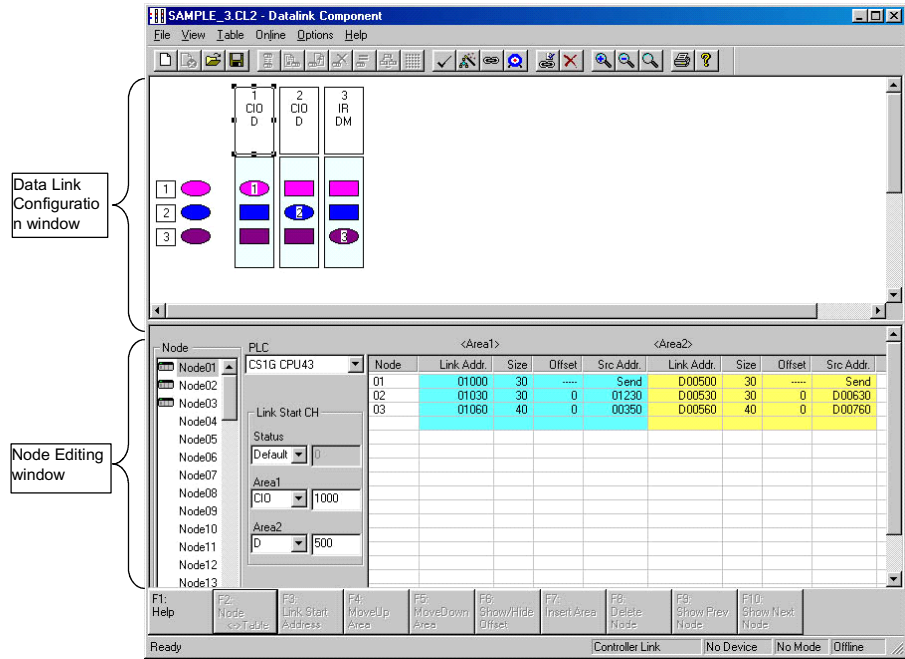 SAMPLE_3.CL2 - Datalink Component
File View Table Online Options Help
1 2 3
CIO CIO IR
D D DM
Data Link
Configuratio
n window
1 1
2 2
3 3
Node Editing
window
Node
Node01
Node02
Node03
Node04
Node05
Node06
Node07
Node08
Node09
Node10
Node11
Node12
Node13
PLC
CS1G CPU43
Link Start CH
Status
Default 0
Area1
CIO 1000
Area2
D 500
<Area1> <Area2>
Node Link Addr. Size Offset Src Addr. Link Addr. Size Offset Src Addr.
01 01000 30 ----- Send D00500 30 ----- Send
02 01030 30 0 01230 D00530 30 0 D00630
03 01060 40 0 00350 D00560 40 0 D00760
F1:
Help
F2:
Node
<->Table
F3:
Link Start
Address
F4:
MoveUp
Area
F5:
MoveDown
Area
F6:
Show/Hide
Offset
F7:
Insert Area
F8:
Delete
Node
F9:
Show Prev
Node
F10:
Show Next
Node
Ready Controller Link No Device No Mode Offline